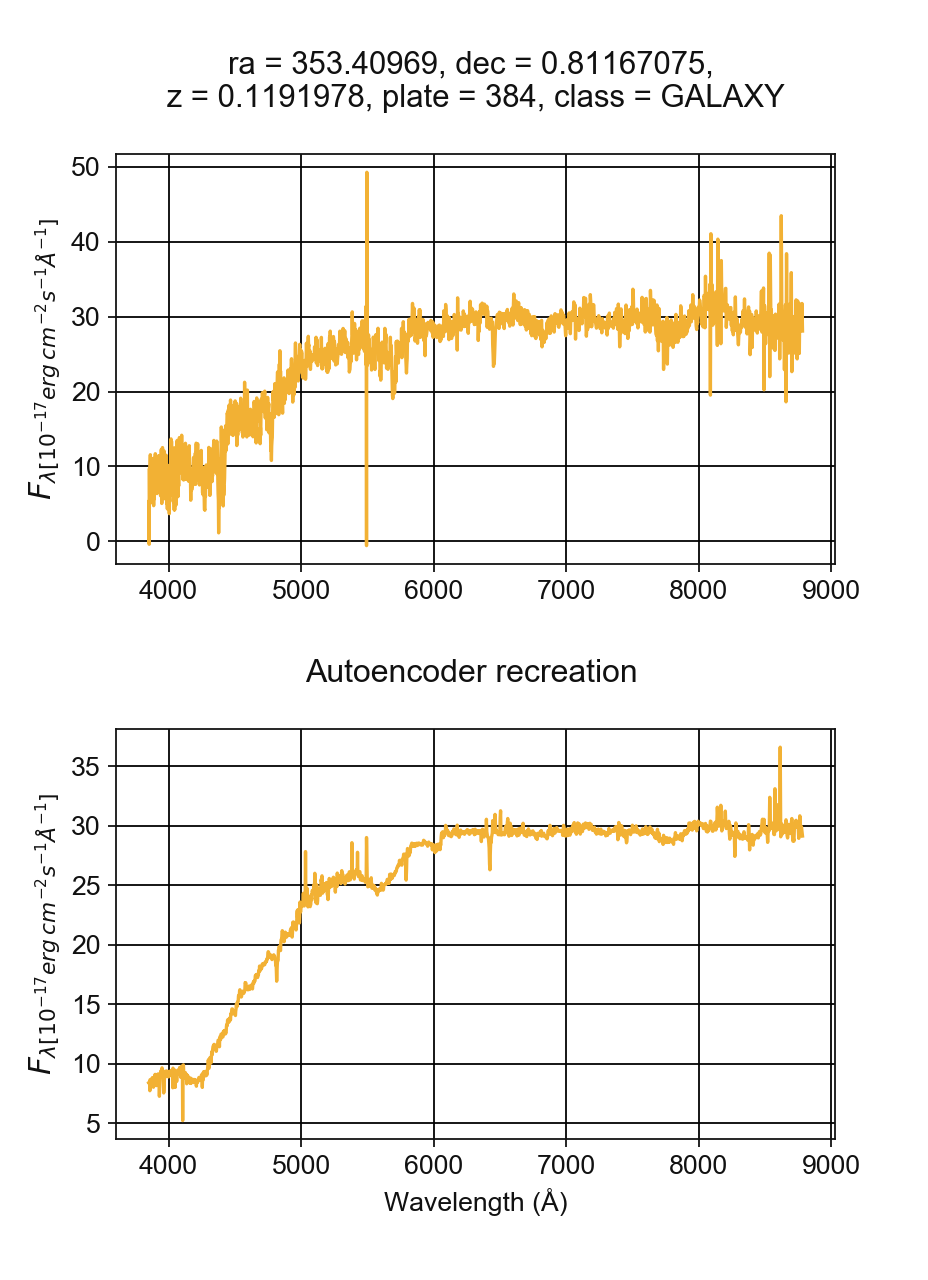 ra = 353.40969, dec = 0.81167075,
z = 0.1191978, plate = 384, class = GALAXY
50
40
30
20
10
0
F_λ[10^{-17} erg cm^{-2} s^{-1} Å^{-1}]
4000 5000 6000 7000 8000 9000
Autoencoder recreation
35
30
25
20
15
10
5
F_λ[10^{-17} erg cm^{-2} s^{-1} Å^{-1}]
4000 5000 6000 7000 8000 9000
Wavelength (Å)